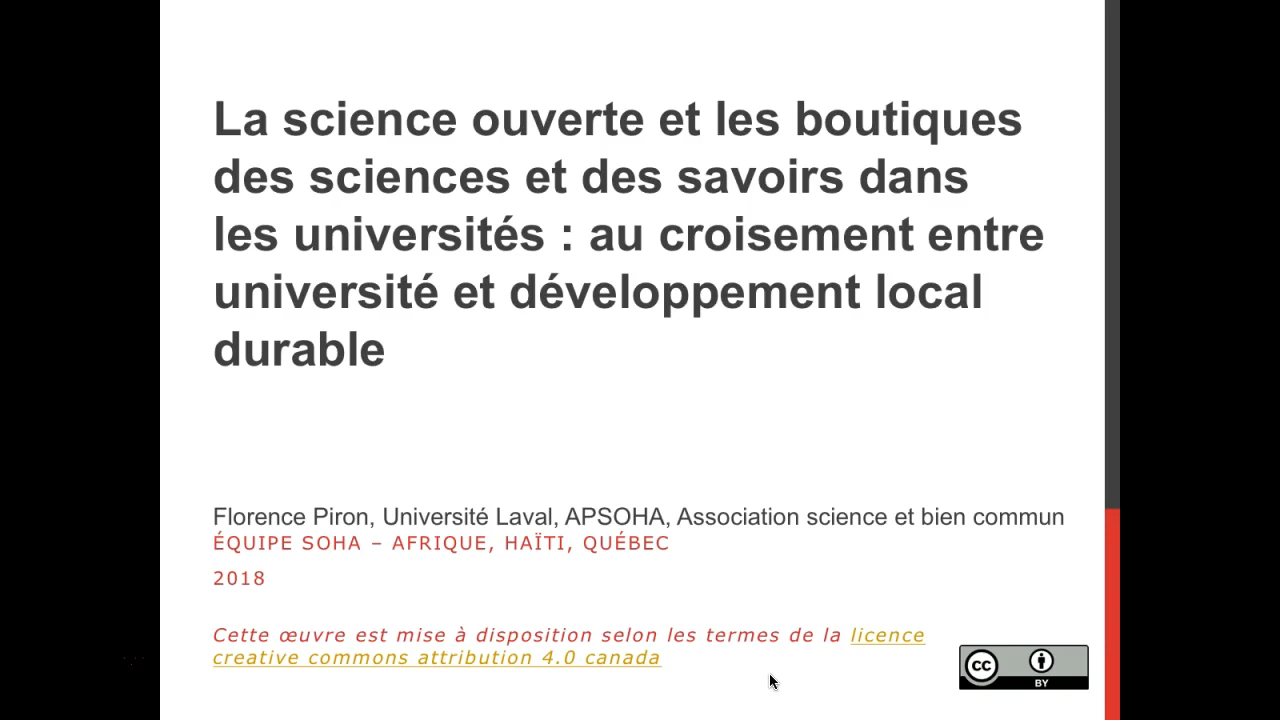 La science ouverte et les boutiques
des sciences et des savoirs dans
les universités : au croisement entre
université et développement local
durable
Florence Piron, Université Laval, APSOHA, Association science et bien commun
ÉQUIPE SOHA – AFRIQUE, HAÏTI, QUÉBEC
2018
Cette œuvre est mise à disposition selon les termes de la licence
creative commons attribution 4.0 canada
cc
BY